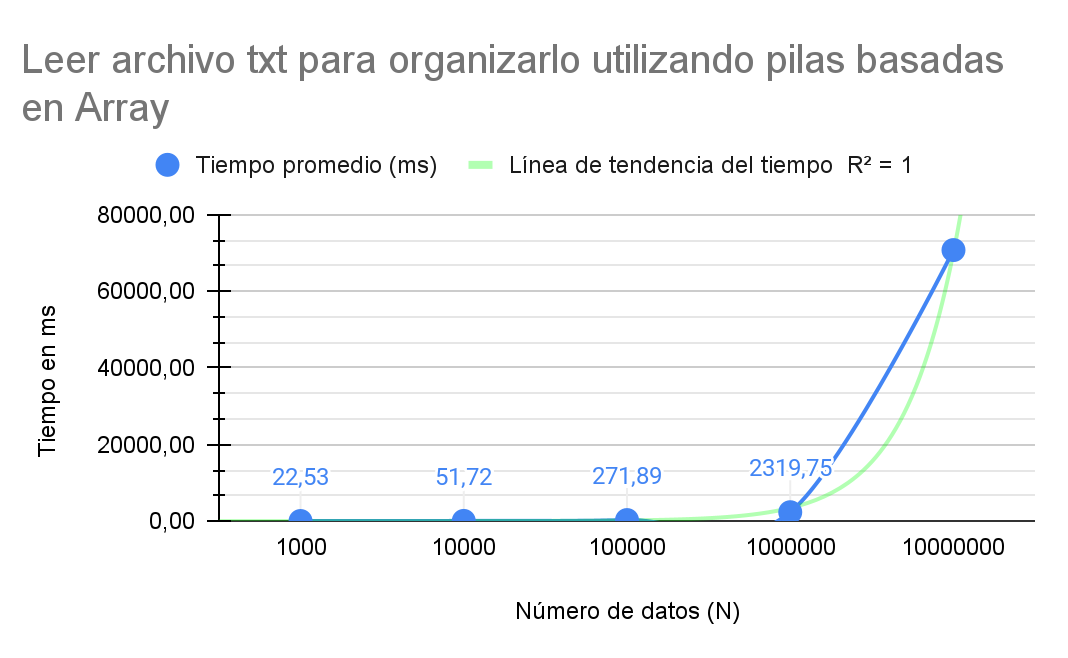 Leer archivo txt para organizarlo utilizando pilas basadas
en Array
Tiempo promedio (ms)
Línea de tendencia del tiempo R² = 1
80000,00
60000,00
40000,00
20000,00
0,00
Tiempo en ms
22,53
51,72
271,89
2319,75
1000
10000
100000
1000000
10000000
Número de datos (N)